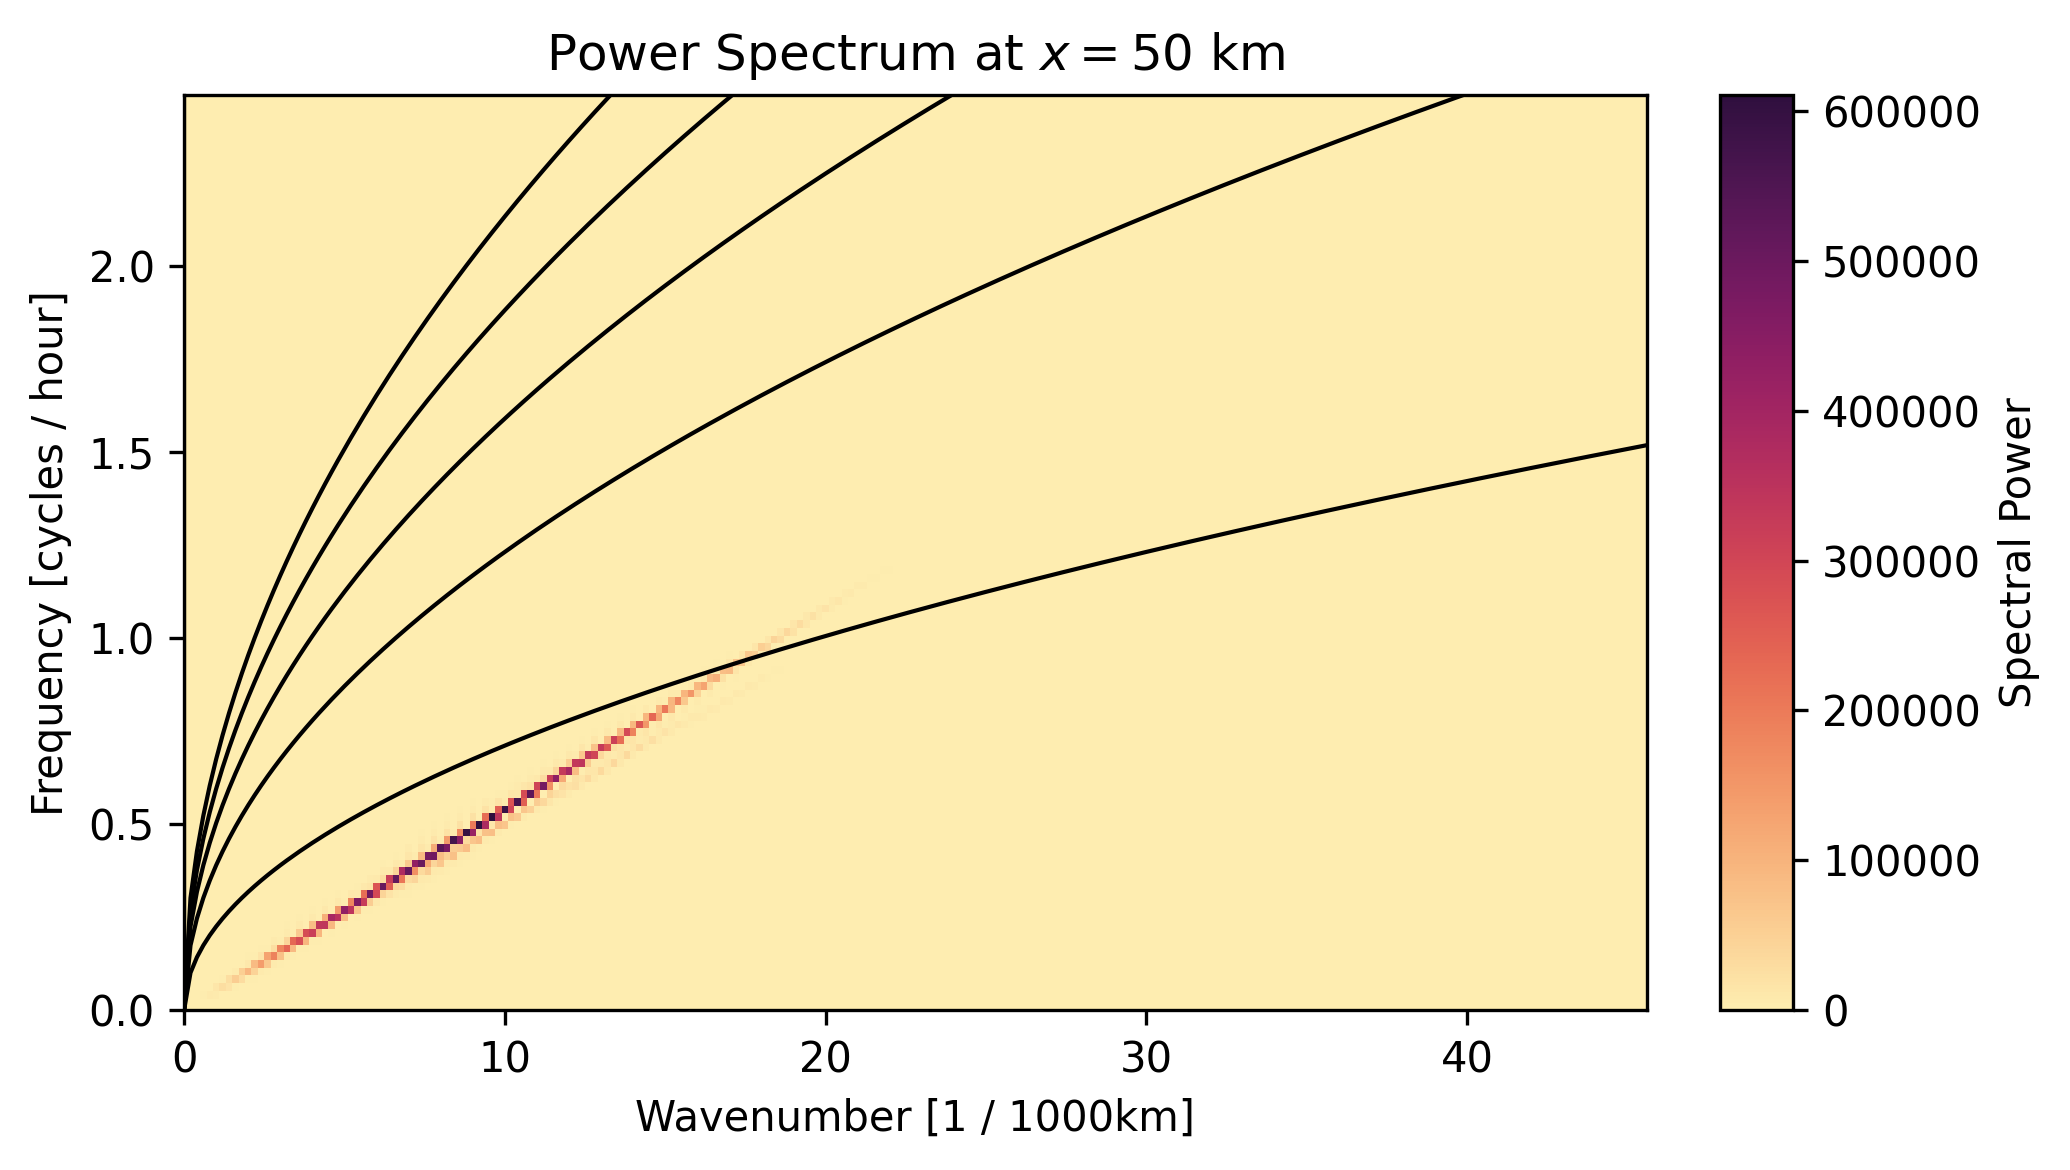 Power Spectrum at x = 50 km
Frequency [cycles / hour]
2.0
1.5
1.0
0.5
0.0
0 10 20 30 40
Wavenumber [1 / 1000km]
600000
500000
400000
300000
200000
100000
0
Spectral Power